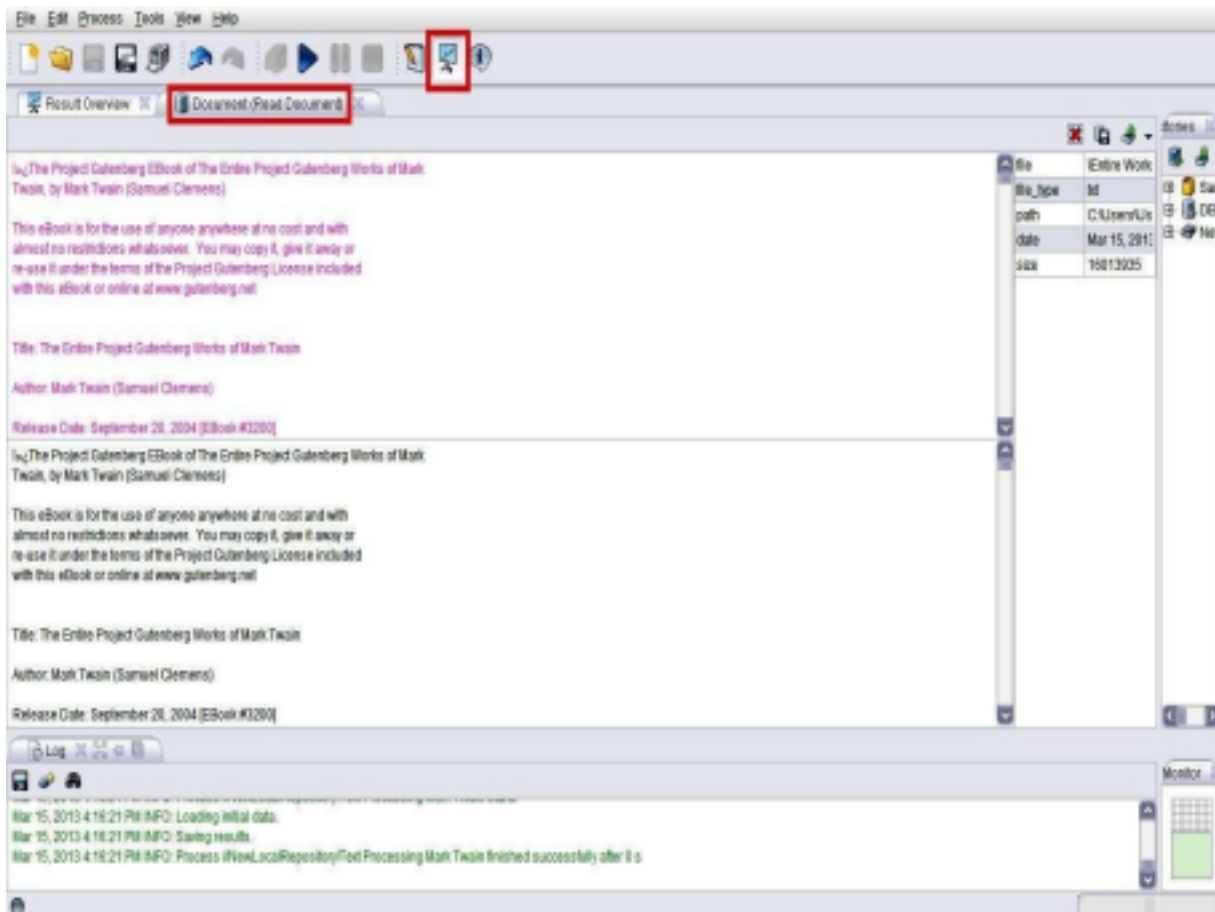 File Edit Process Tools View Help
Result Overview
Document (Read Document)
ï»¿The Project Gutenberg EBook of The Entire Project Gutenberg Works of Mark
Twain, by Mark Twain (Samuel Clemens)
This eBook is for the use of anyone anywhere at no cost and with
almost no restrictions whatsoever. You may copy it, give it away or
re-use it under the terms of the Project Gutenberg License included
with this eBook or online at www.gutenberg.net
Title: The Entire Project Gutenberg Works of Mark Twain
Author: Mark Twain (Samuel Clemens)
Release Date: September 20, 2004 [EBook #3200]
ï»¿The Project Gutenberg EBook of The Entire Project Gutenberg Works of Mark
Twain, by Mark Twain (Samuel Clemens)
This eBook is for the use of anyone anywhere at no cost and with
almost no restrictions whatsoever. You may copy it, give it away or
re-use it under the terms of the Project Gutenberg License included
with this eBook or online at www.gutenberg.net
Title: The Entire Project Gutenberg Works of Mark Twain
Author: Mark Twain (Samuel Clemens)
Release Date: September 20, 2004 [EBook #3200]
file Entire Work
file_type txt
path C:\Users\Us
date Mar 15, 201
size 16013935
Sa
DB
Ne
Log
Monitor
Mar 15, 2013 4:16:21 PM INFO: Loading initial data.
Mar 15, 2013 4:16:21 PM INFO: Saving results.
Mar 15, 2013 4:16:21 PM INFO: Process //NewLocalRepository/Text Processing Mark Twain finished successfully after 0 s